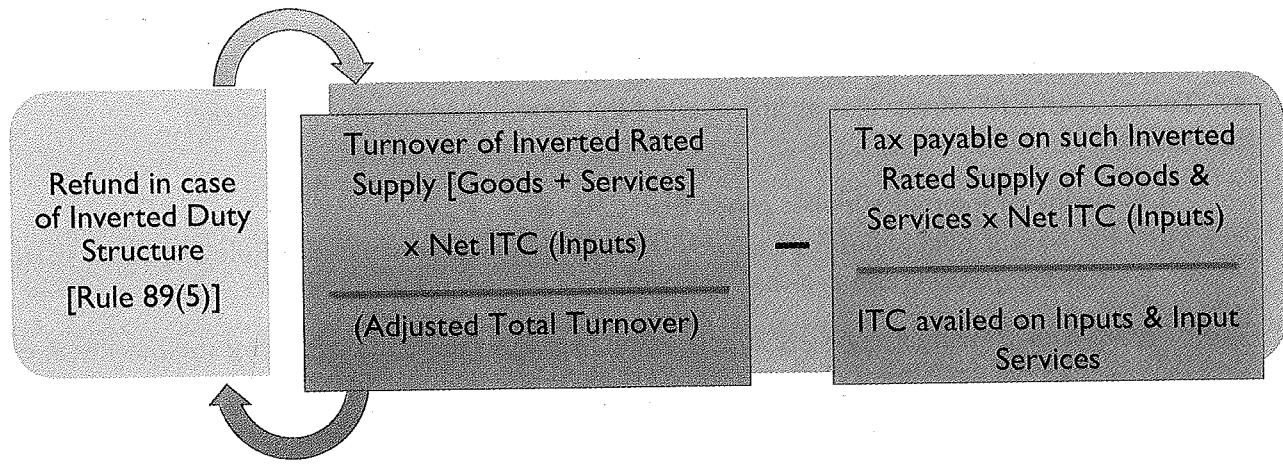 Refund in case
of Inverted Duty
Structure
[Rule 89(5)]
Turnover of Inverted Rated
Supply [Goods + Services]
x Net ITC (Inputs)
(Adjusted Total Turnover)
–
Tax payable on such Inverted
Rated Supply of Goods &
Services x Net ITC (Inputs)
ITC availed on Inputs & Input
Services